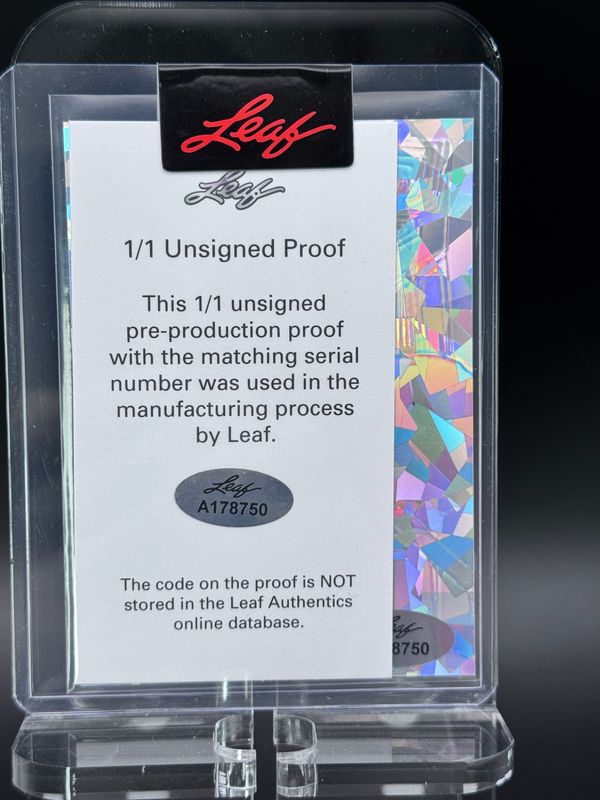 Leaf
Leaf
1/1 Unsigned Proof
This 1/1 unsigned
pre-production proof
with the matching serial
number was used in the
manufacturing process
by Leaf.
Leaf
A178750
The code on the proof is NOT
stored in the Leaf Authentics
online database.
eaf
8750